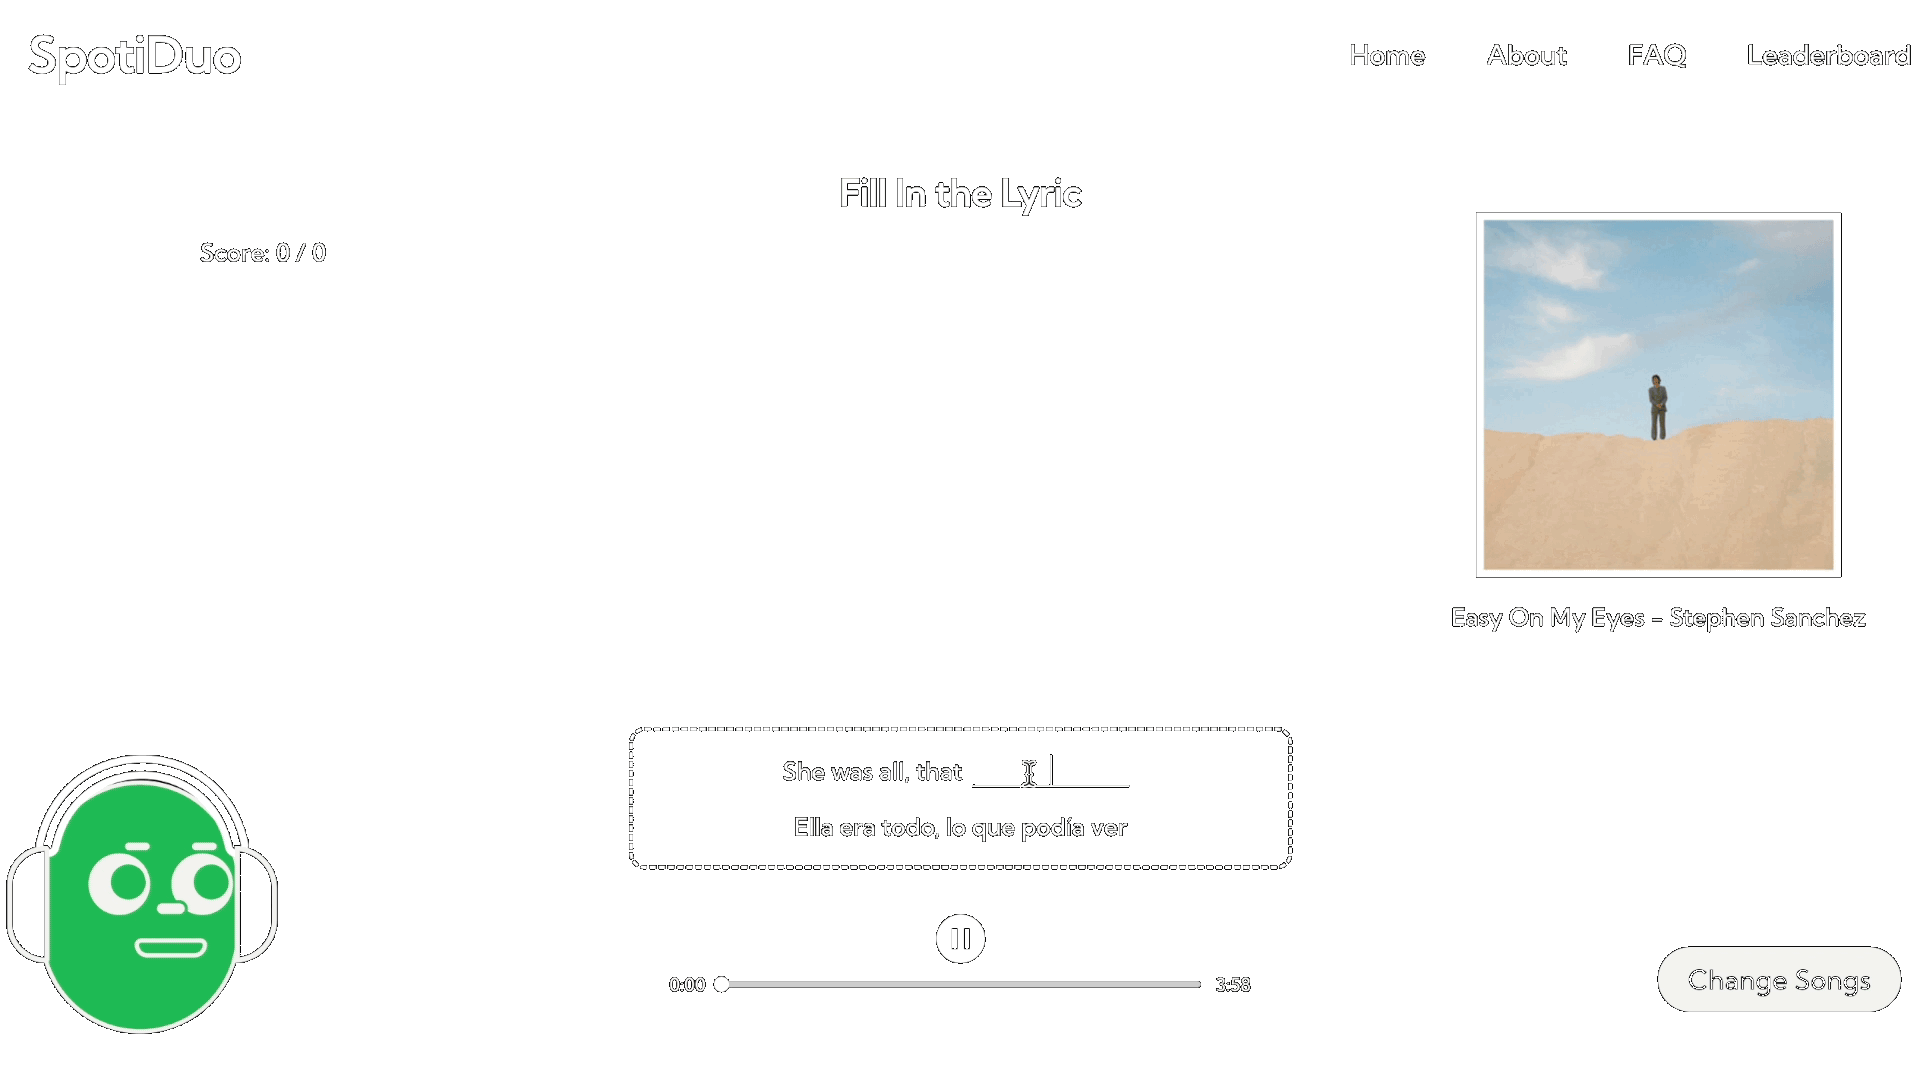 SpotiDuo
Home About FAQ Leaderboard
Fill In the Lyric
Score: 0 / 0
Easy On My Eyes – Stephen Sanchez
She was all, that
Ella era todo, lo que podía ver
0:00 3:58
Change Songs